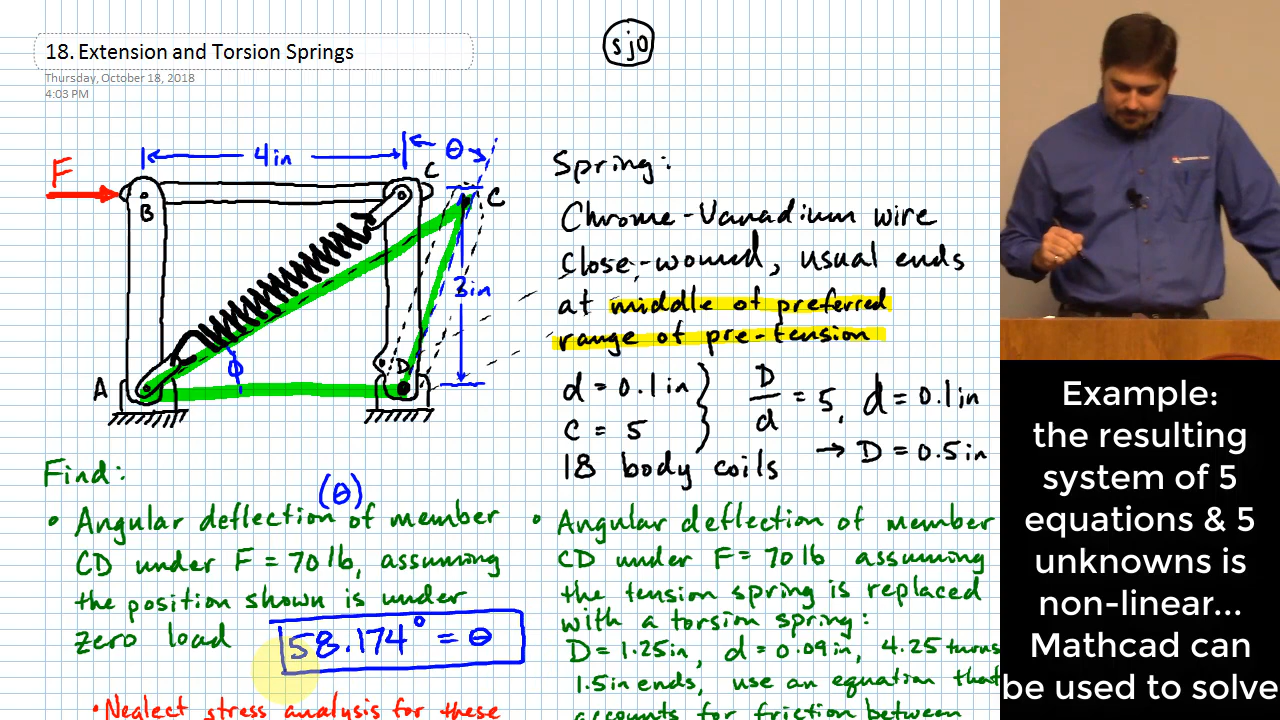 18. Extension and Torsion Springs
Thursday, October 18, 2018
4:03 PM
sj0
F
4in
θ
C
B
C
3in
ϕ
A
D
Spring:
Chrome-Vanadium wire
Close-wound, usual ends
at middle of preferred
range of pre-tension
d = 0.1in
C = 5
D/d = 5, d = 0.1in
→ D = 0.5in
18 body coils
Find:
(θ)
• Angular deflection of member
CD under F = 70 lb, assuming
the position shown is under
zero load
58.174° = θ
• Neglect stress analysis for these
• Angular deflection of member
CD under F = 70 lb assuming
the tension spring is replaced
with a torsion spring:
D = 1.25in, d = 0.09in, 4.25 turns
1.5in ends, use an equation that
accounts for friction between
Example:
the resulting
system of 5
equations & 5
unknowns is
non-linear...
Mathcad can
be used to solve